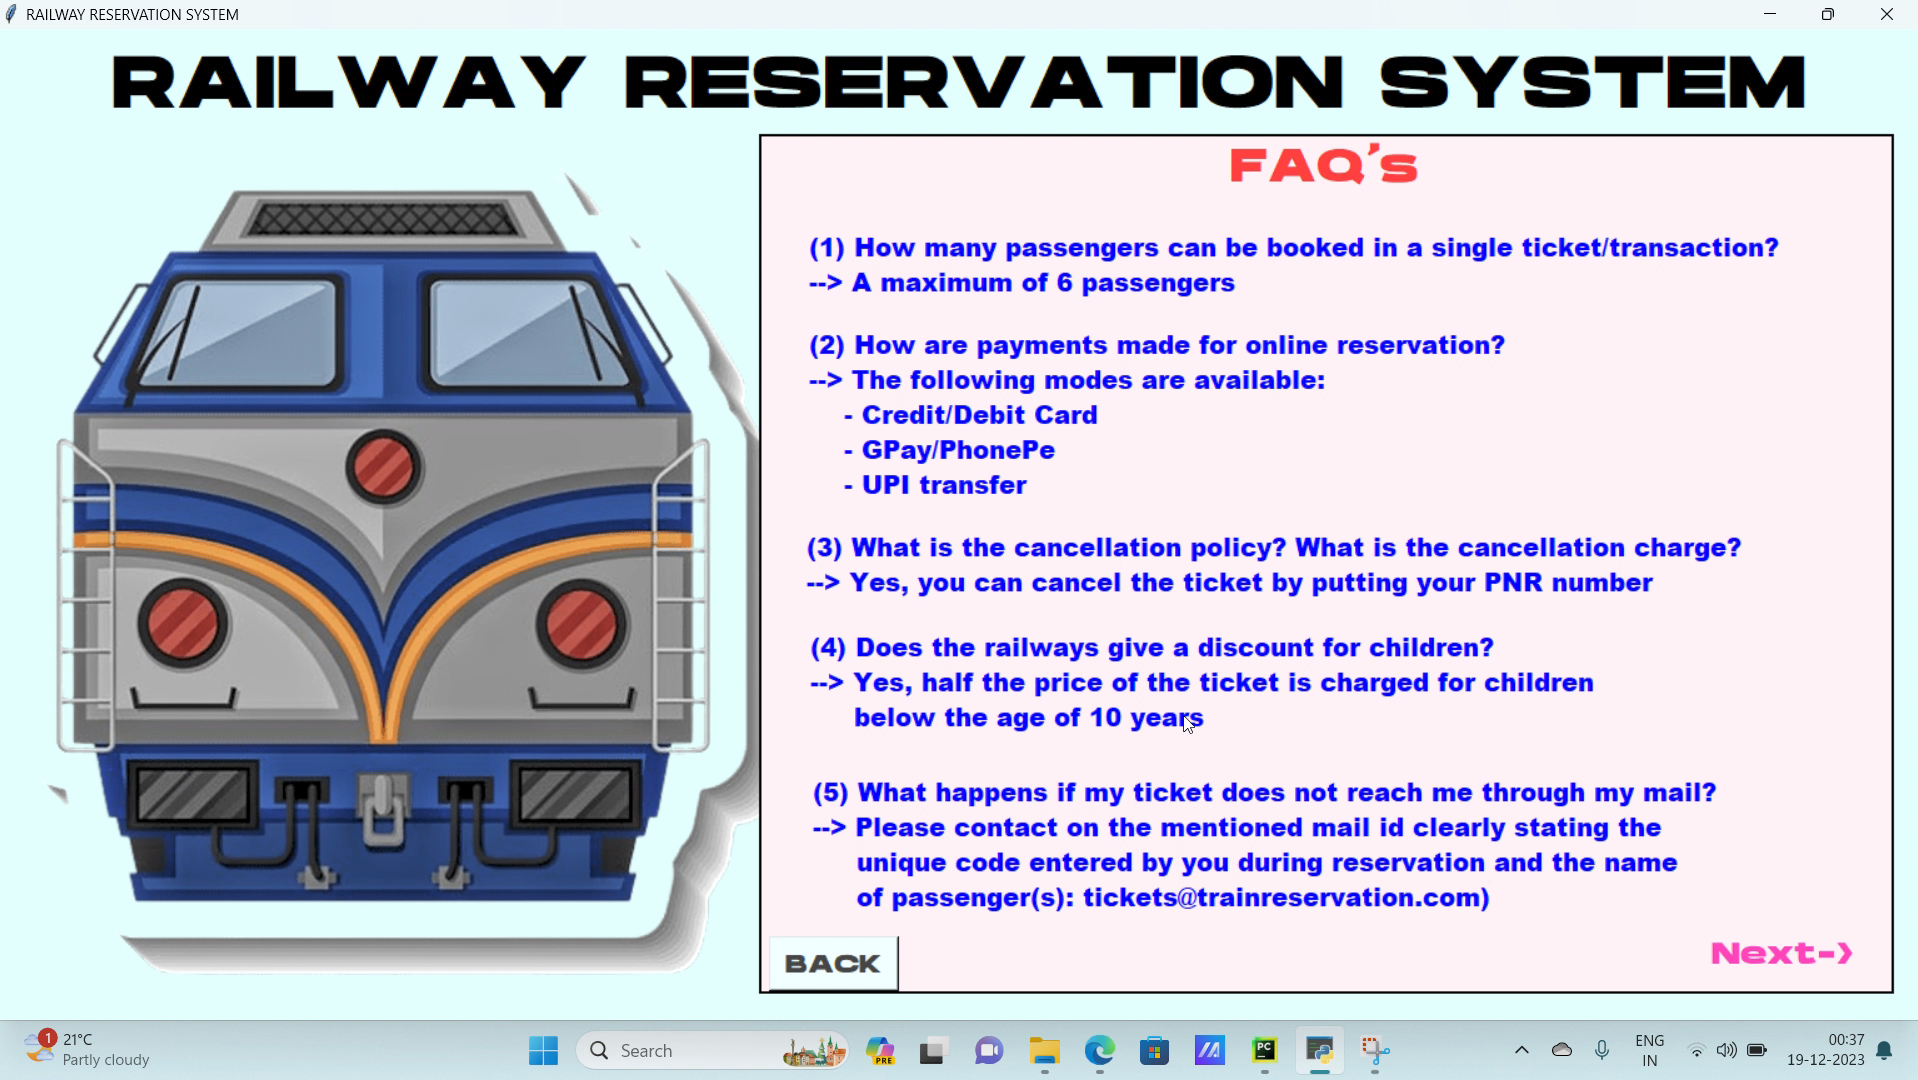 RAILWAY RESERVATION SYSTEM
RAILWAY RESERVATION SYSTEM
FAQ's
(1) How many passengers can be booked in a single ticket/transaction?
--> A maximum of 6 passengers
(2) How are payments made for online reservation?
--> The following modes are available:
- Credit/Debit Card
- GPay/PhonePe
- UPI transfer
(3) What is the cancellation policy? What is the cancellation charge?
--> Yes, you can cancel the ticket by putting your PNR number
(4) Does the railways give a discount for children?
--> Yes, half the price of the ticket is charged for children
below the age of 10 years
(5) What happens if my ticket does not reach me through my mail?
--> Please contact on the mentioned mail id clearly stating the
unique code entered by you during reservation and the name
of passenger(s): tickets@trainreservation.com)
BACK
Next->
1
21°C
Partly cloudy
Search
PRE
PC
ENG
IN
00:37
19-12-2023